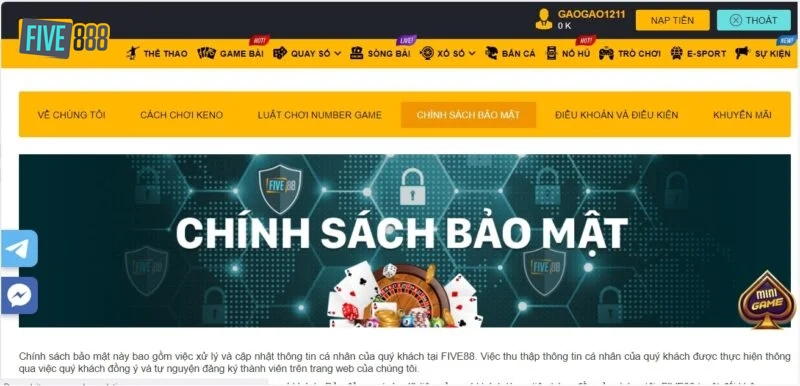 FIVE888
GAOGAO1211
0 K
NẠP TIỀN
THOÁT
HOT!
LIVE!
HOT!
NEW!
THỂ THAO
GAME BÀI
QUAY SỐ
SÒNG BÀI
XỔ SỐ
BẮN CÁ
NỔ HŨ
TRÒ CHƠI
E-SPORT
SỰ KIỆN
VỀ CHÚNG TÔI
CÁCH CHƠI KENO
LUẬT CHƠI NUMBER GAME
CHÍNH SÁCH BẢO MẬT
ĐIỀU KHOẢN VÀ ĐIỀU KIỆN
KHUYẾN MÃI
FIVE88
CHÍNH SÁCH BẢO MẬT
FIVE88
FIVE88
mini
GAME
Chính sách bảo mật này bao gồm việc xử lý và cập nhật thông tin cá nhân của quý khách tại FIVE88. Việc thu thập thông tin cá nhân của quý khách được thực hiện thông
qua việc quý khách đồng ý và tự nguyện đăng ký thành viên trên trang web của chúng tôi.